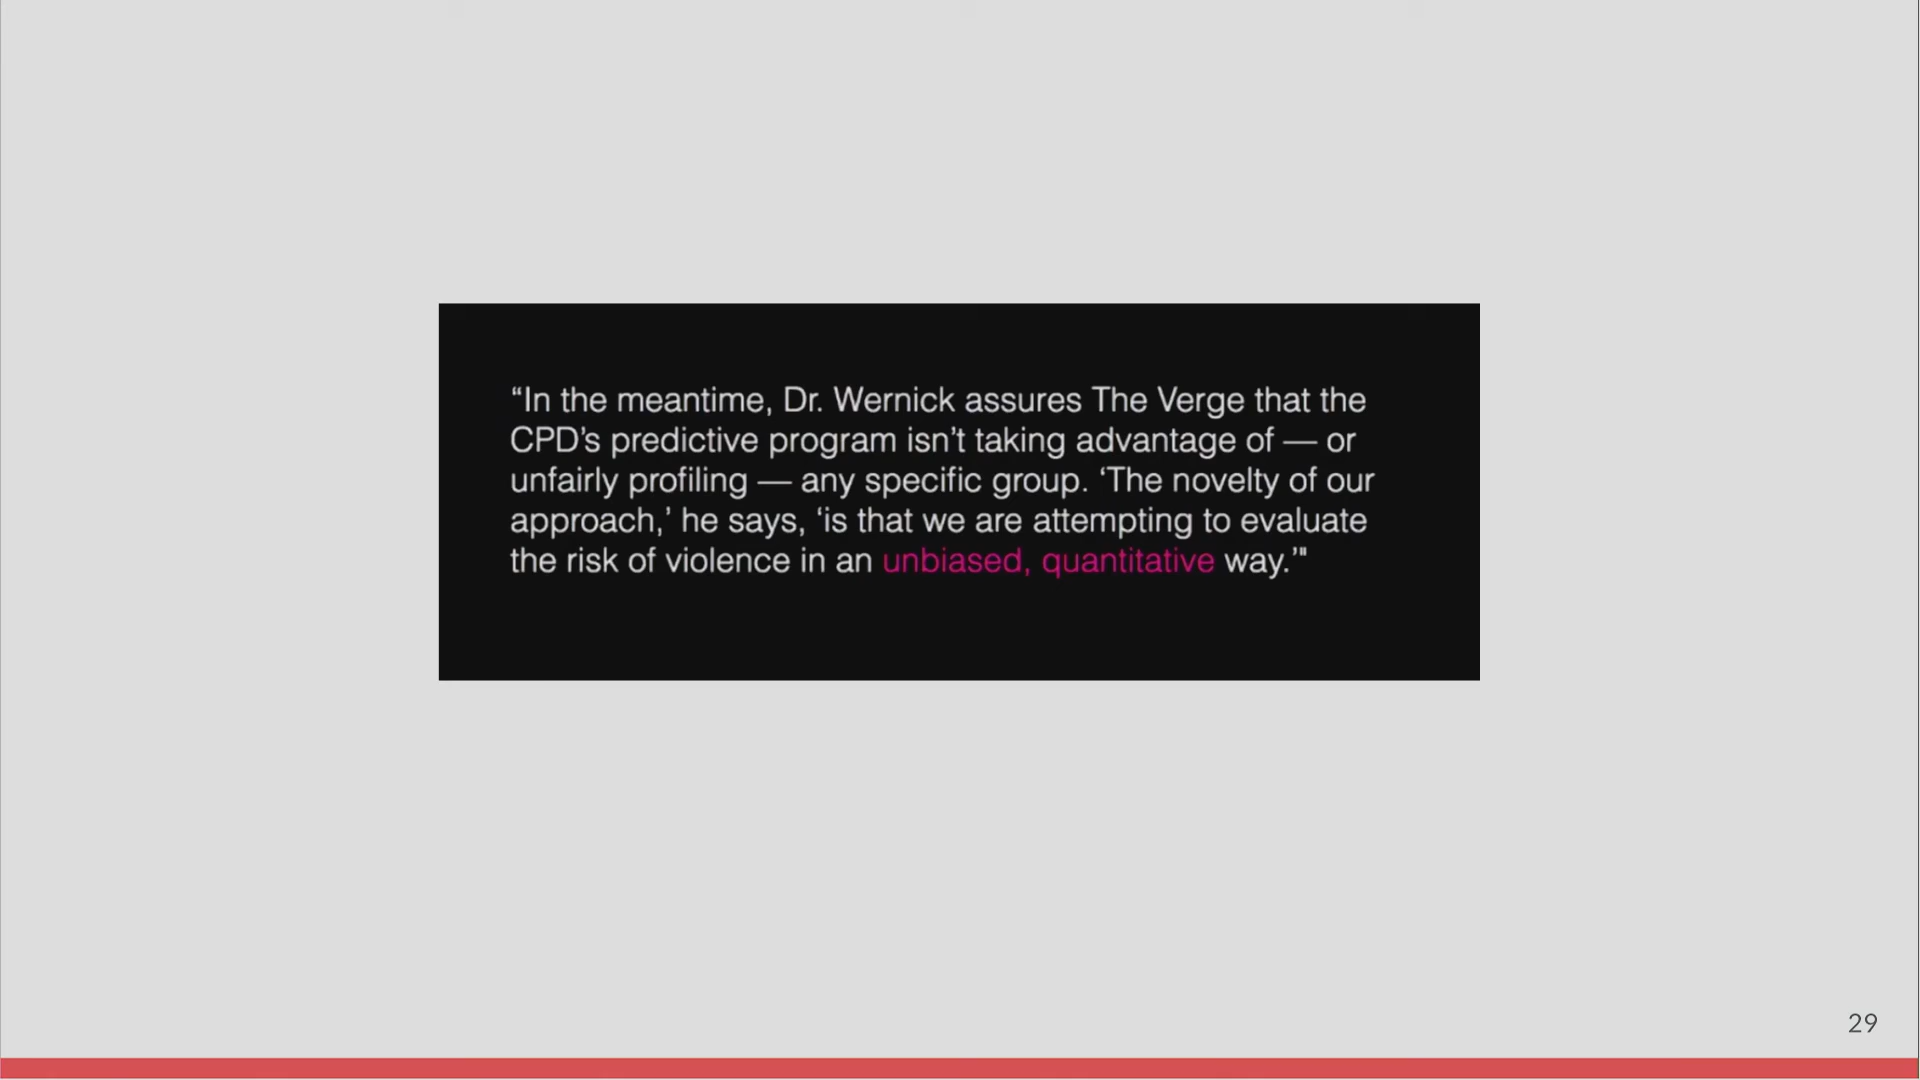 “In the meantime, Dr. Wernick assures The Verge that the
CPD’s predictive program isn’t taking advantage of — or
unfairly profiling — any specific group. ‘The novelty of our
approach,’ he says, ‘is that we are attempting to evaluate
the risk of violence in an unbiased, quantitative way.’"
29